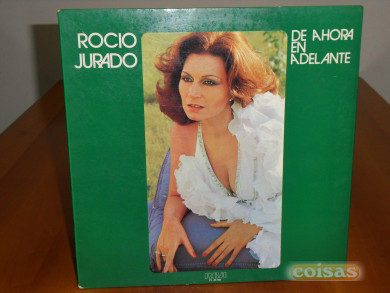 ROCIO
JURADO
DE AHORA
EN
ADELANTE
RCA
coisas